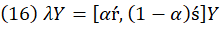 (16) λY = [αŕ, (1 − α)ś]Y